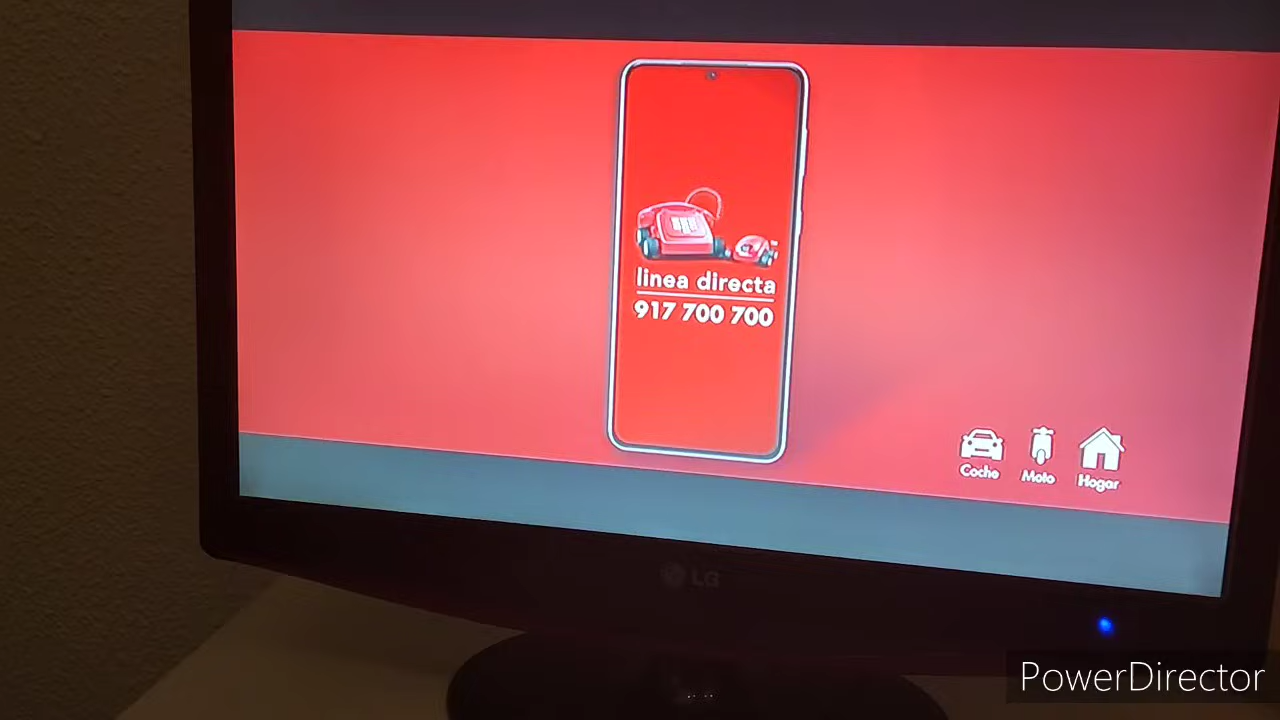 linea directa
917 700 700
Coche
Moto
Hogar
LG
PowerDirector